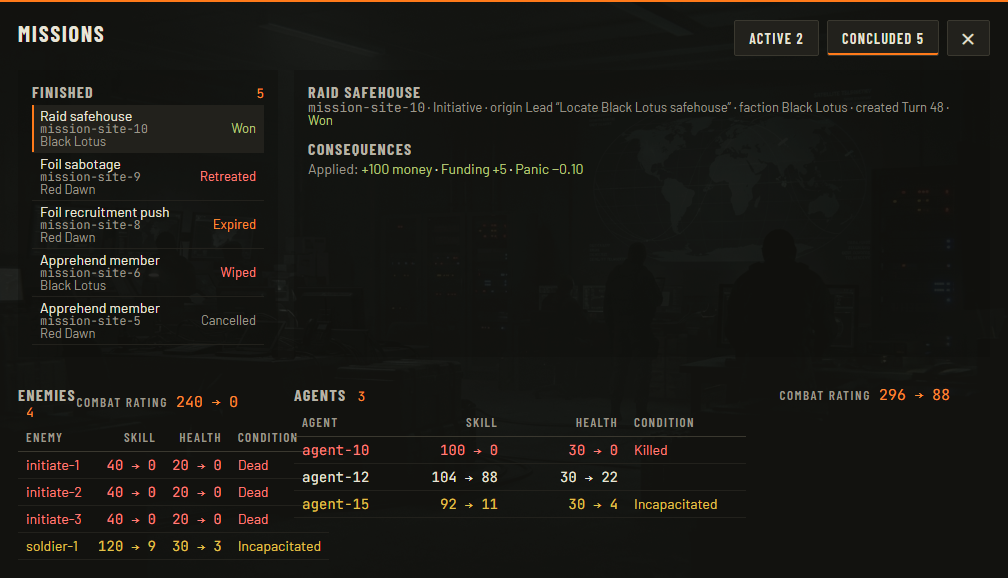 MISSIONS
ACTIVE 2
CONCLUDED 5
×
FINISHED 5
Raid safehouse
mission-site-10 Won
Black Lotus
Foil sabotage
mission-site-9 Retreated
Red Dawn
Foil recruitment push
mission-site-8 Expired
Red Dawn
Apprehend member
mission-site-6 Wiped
Black Lotus
Apprehend member
mission-site-5 Cancelled
Red Dawn
RAID SAFEHOUSE
mission-site-10 · Initiative · origin Lead “Locate Black Lotus safehouse” · faction Black Lotus · created Turn 48 ·
Won
CONSEQUENCES
Applied: +100 money · Funding +5 · Panic −0.10
ENEMIES 4 COMBAT RATING 240 → 0
ENEMY SKILL HEALTH CONDITION
initiate-1 40 → 0 20 → 0 Dead
initiate-2 40 → 0 20 → 0 Dead
initiate-3 40 → 0 20 → 0 Dead
soldier-1 120 → 9 30 → 3 Incapacitated
AGENTS 3 COMBAT RATING 296 → 88
AGENT SKILL HEALTH CONDITION
agent-10 100 → 0 30 → 0 Killed
agent-12 104 → 88 30 → 22
agent-15 92 → 11 30 → 4 Incapacitated